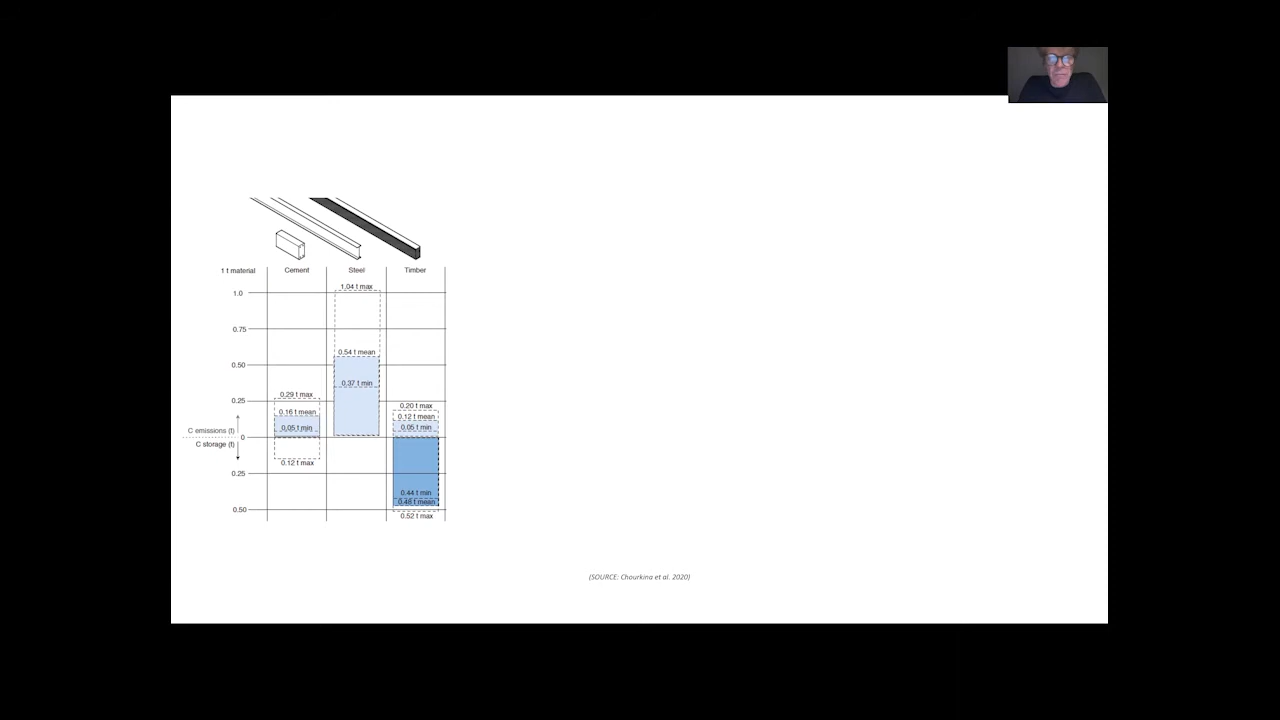 1 t material
Cement
Steel
Timber
1.04 t max
1.0
0.75
0.54 t mean
0.50
0.37 t min
0.29 t max
0.25
0.20 t max
0.16 t mean
0.12 t mean
0.05 t min
0.05 t min
C emissions (t)
0
C storage (t)
0.12 t max
0.25
0.44 t min
0.48 t mean
0.50
0.52 t max
(SOURCE: Chourkina et al. 2020)